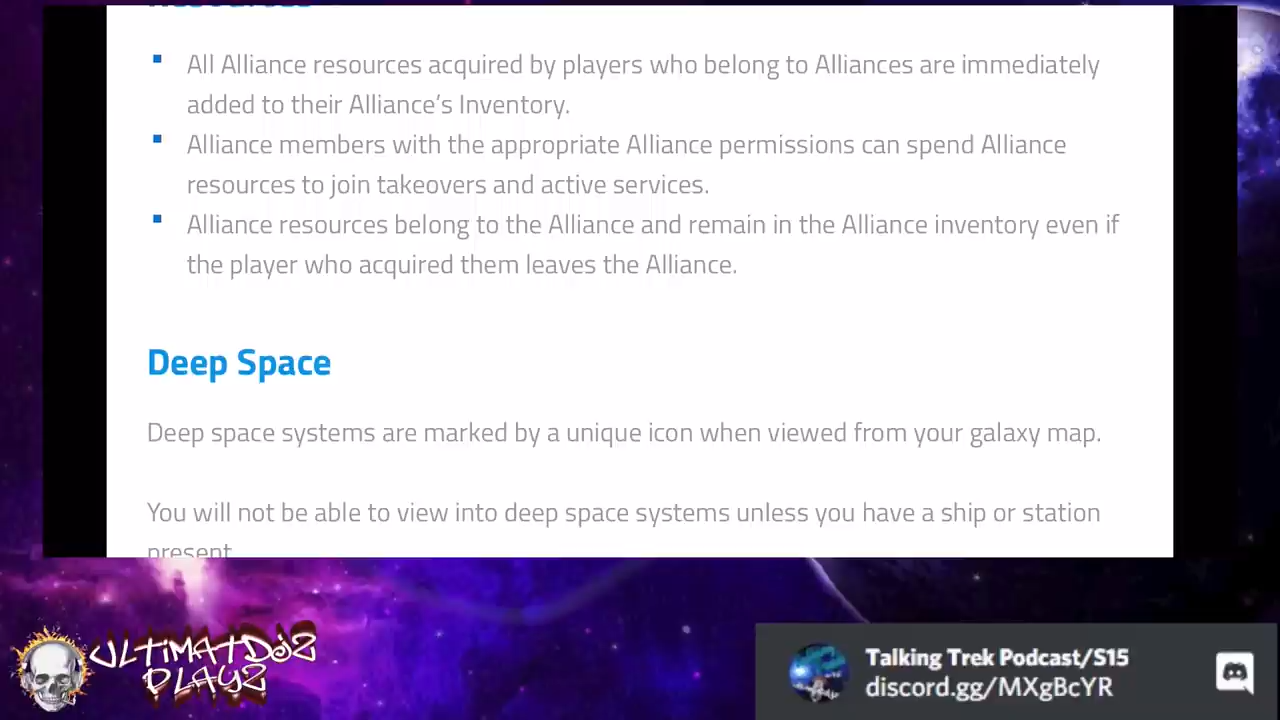 Resources
All Alliance resources acquired by players who belong to Alliances are immediately
added to their Alliance’s Inventory.
Alliance members with the appropriate Alliance permissions can spend Alliance
resources to join takeovers and active services.
Alliance resources belong to the Alliance and remain in the Alliance inventory even if
the player who acquired them leaves the Alliance.
Deep Space
Deep space systems are marked by a unique icon when viewed from your galaxy map.
You will not be able to view into deep space systems unless you have a ship or station
present
ULTIMATDJZ
PLAYZ
Talking Trek Podcast/S15
discord.gg/MXgBcYR